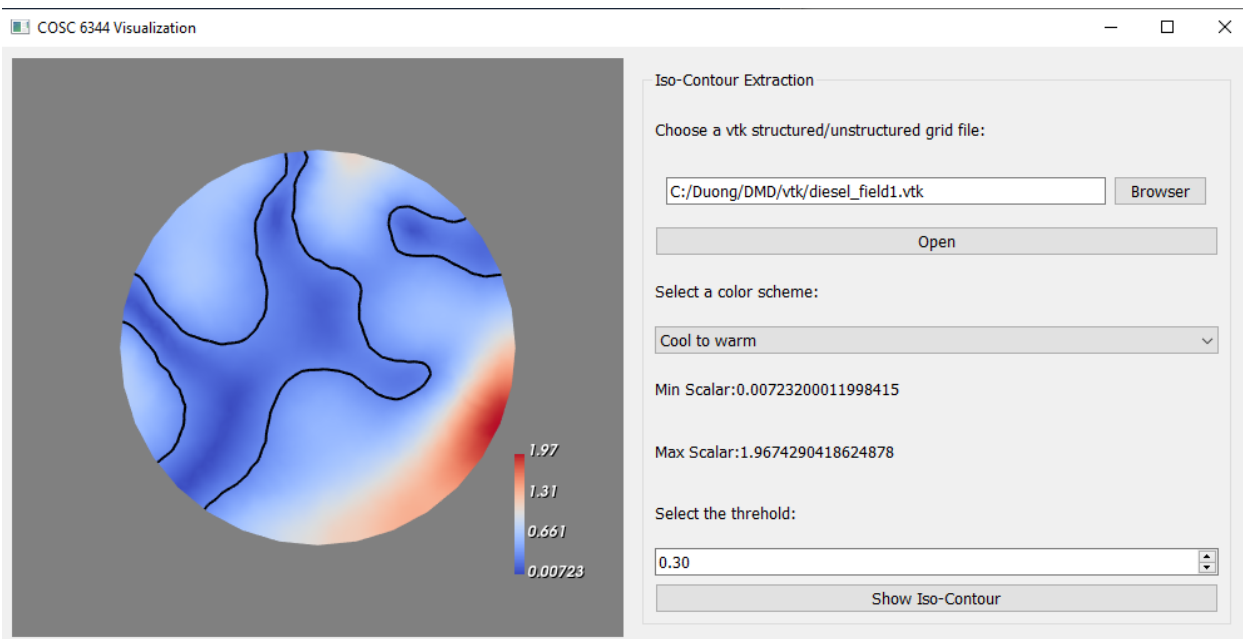 COSC 6344 Visualization
Iso-Contour Extraction
Choose a vtk structured/unstructured grid file:
C:/Duong/DMD/vtk/diesel_field1.vtk Browser
Open
Select a color scheme:
Cool to warm
Min Scalar:0.00723200011998415
Max Scalar:1.9674290418624878
Select the threhold:
0.30
Show Iso-Contour
1.97
1.31
0.661
0.00723